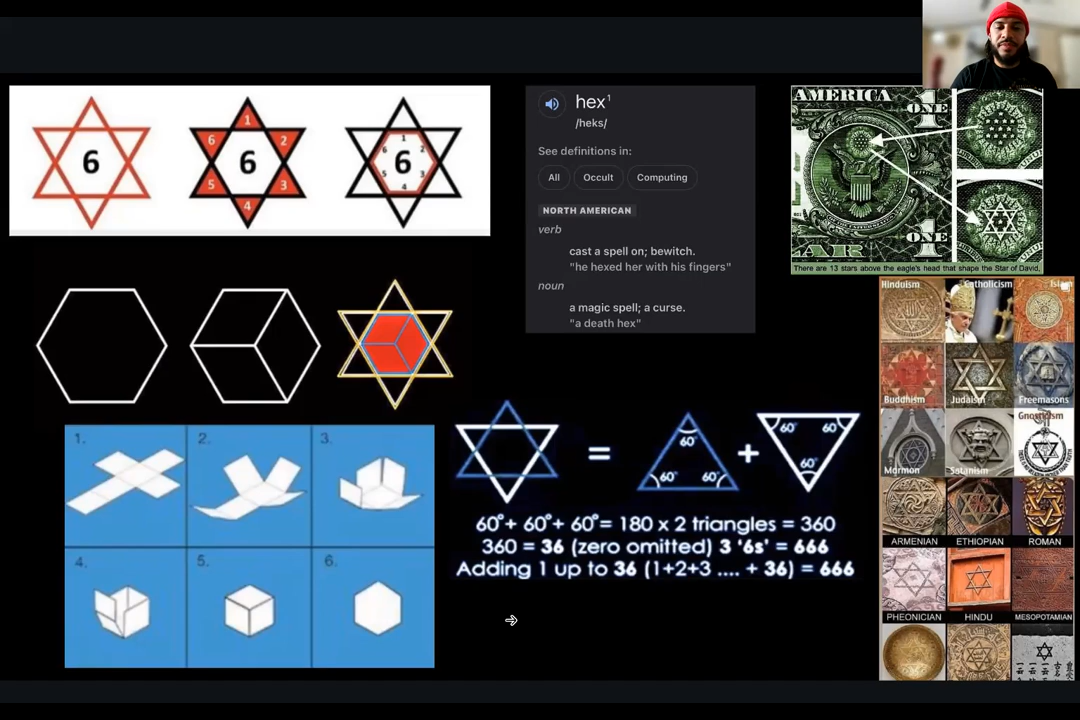 6
1
2
3
4
5
6
6
1
2
3
4
5
6
6
hex¹
/heks/
See definitions in:
All
Occult
Computing
NORTH AMERICAN
verb
cast a spell on; bewitch.
"he hexed her with his fingers"
noun
a magic spell; a curse.
"a death hex"
AMERICA
ONE
ONE
There are 13 stars above the eagle's head that shape the Star of David,
Hinduism
Catholicism
Islam
Buddhism
Judaism
Freemasons
Mormon
Satanism
Gnosticism
ARMENIAN
ETHIOPIAN
ROMAN
PHEONICIAN
HINDU
MESOPOTAMIAN
1.
2.
3.
4.
5.
6.
=
60°
60°
60°
+
60°
60°
60°
60°+ 60°+ 60°= 180 x 2 triangles = 360
360 = 36 (zero omitted) 3 '6s' = 666
Adding 1 up to 36 (1+2+3 .... + 36) = 666